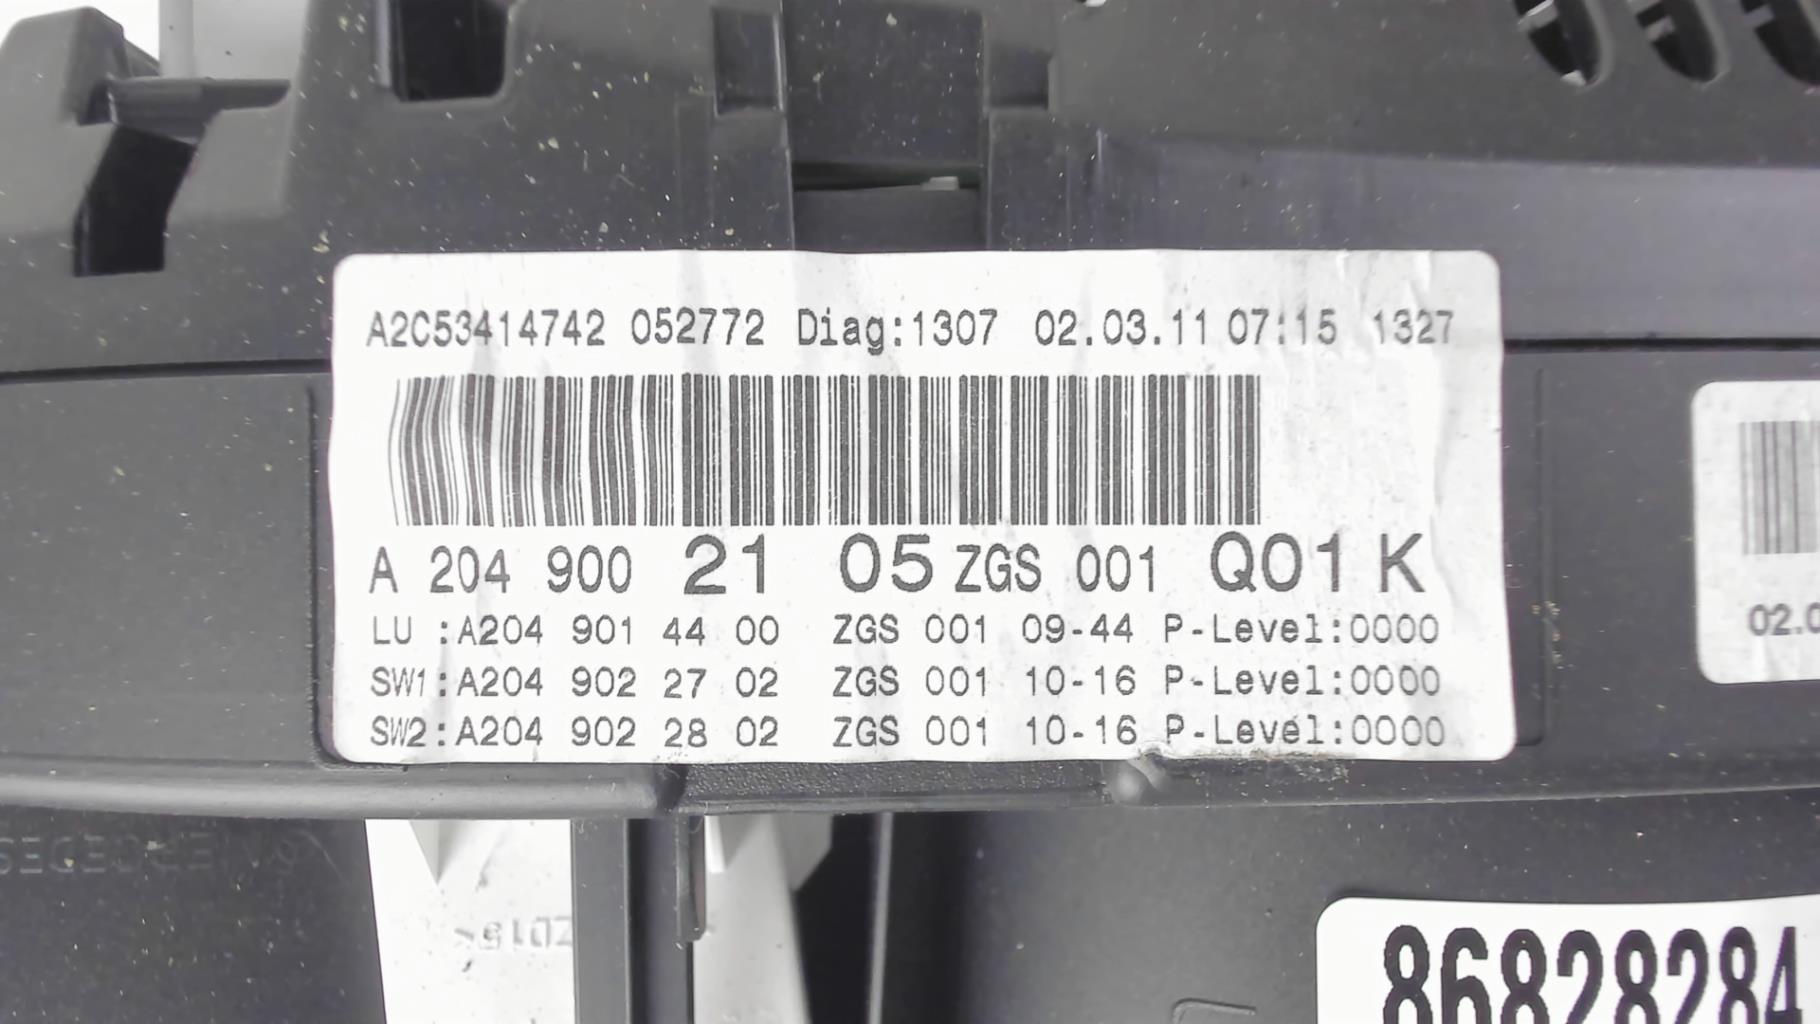 A2C53414742 052772 Diag:1307 02.03.11 07:15 1327
A 204 900 21 05 ZGS 001 Q01 K
LU :A204 901 44 00 ZGS 001 09-44 P-Level:0000
SW1:A204 902 27 02 ZGS 001 10-16 P-Level:0000
SW2:A204 902 28 02 ZGS 001 10-16 P-Level:0000
02.0
86828284